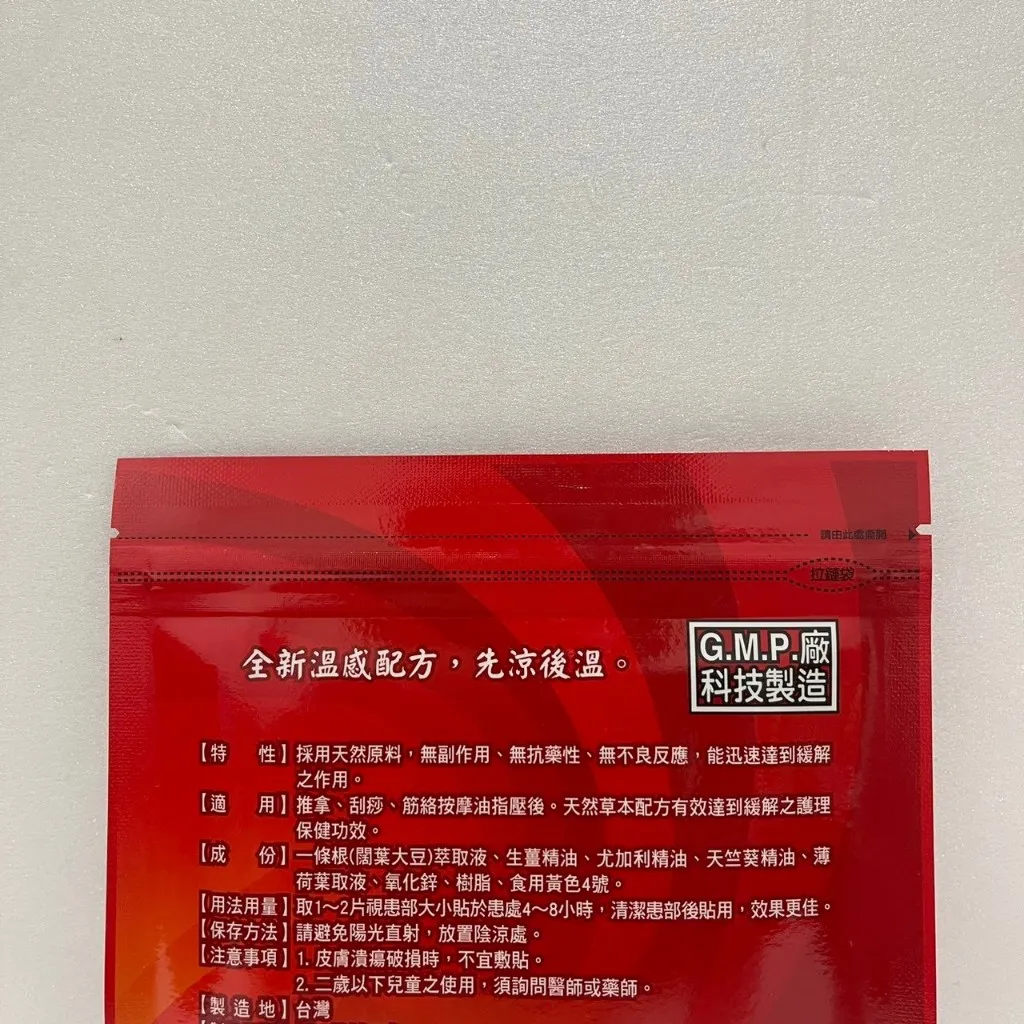 請由此處撕開
拉鏈袋
全新溫感配方，先涼後溫。
G.M.P.廠
科技製造
【特 性】採用天然原料，無副作用、無抗藥性、無不良反應，能迅速達到緩解
之作用。
【適 用】推拿、刮痧、筋絡按摩油指壓後。天然草本配方有效達到緩解之護理
保健功效。
【成 份】一條根(闊葉大豆)萃取液、生薑精油、尤加利精油、天竺葵精油、薄
荷葉取液、氧化鋅、樹脂、食用黃色4號。
【用法用量】取1～2片視患部大小貼於患處4～8小時，清潔患部後貼用，效果更佳。
【保存方法】請避免陽光直射，放置陰涼處。
【注意事項】1. 皮膚潰瘍破損時，不宜敷貼。
2. 二歲以下兒童之使用，須詢問醫師或藥師。
【製 造 地】台灣